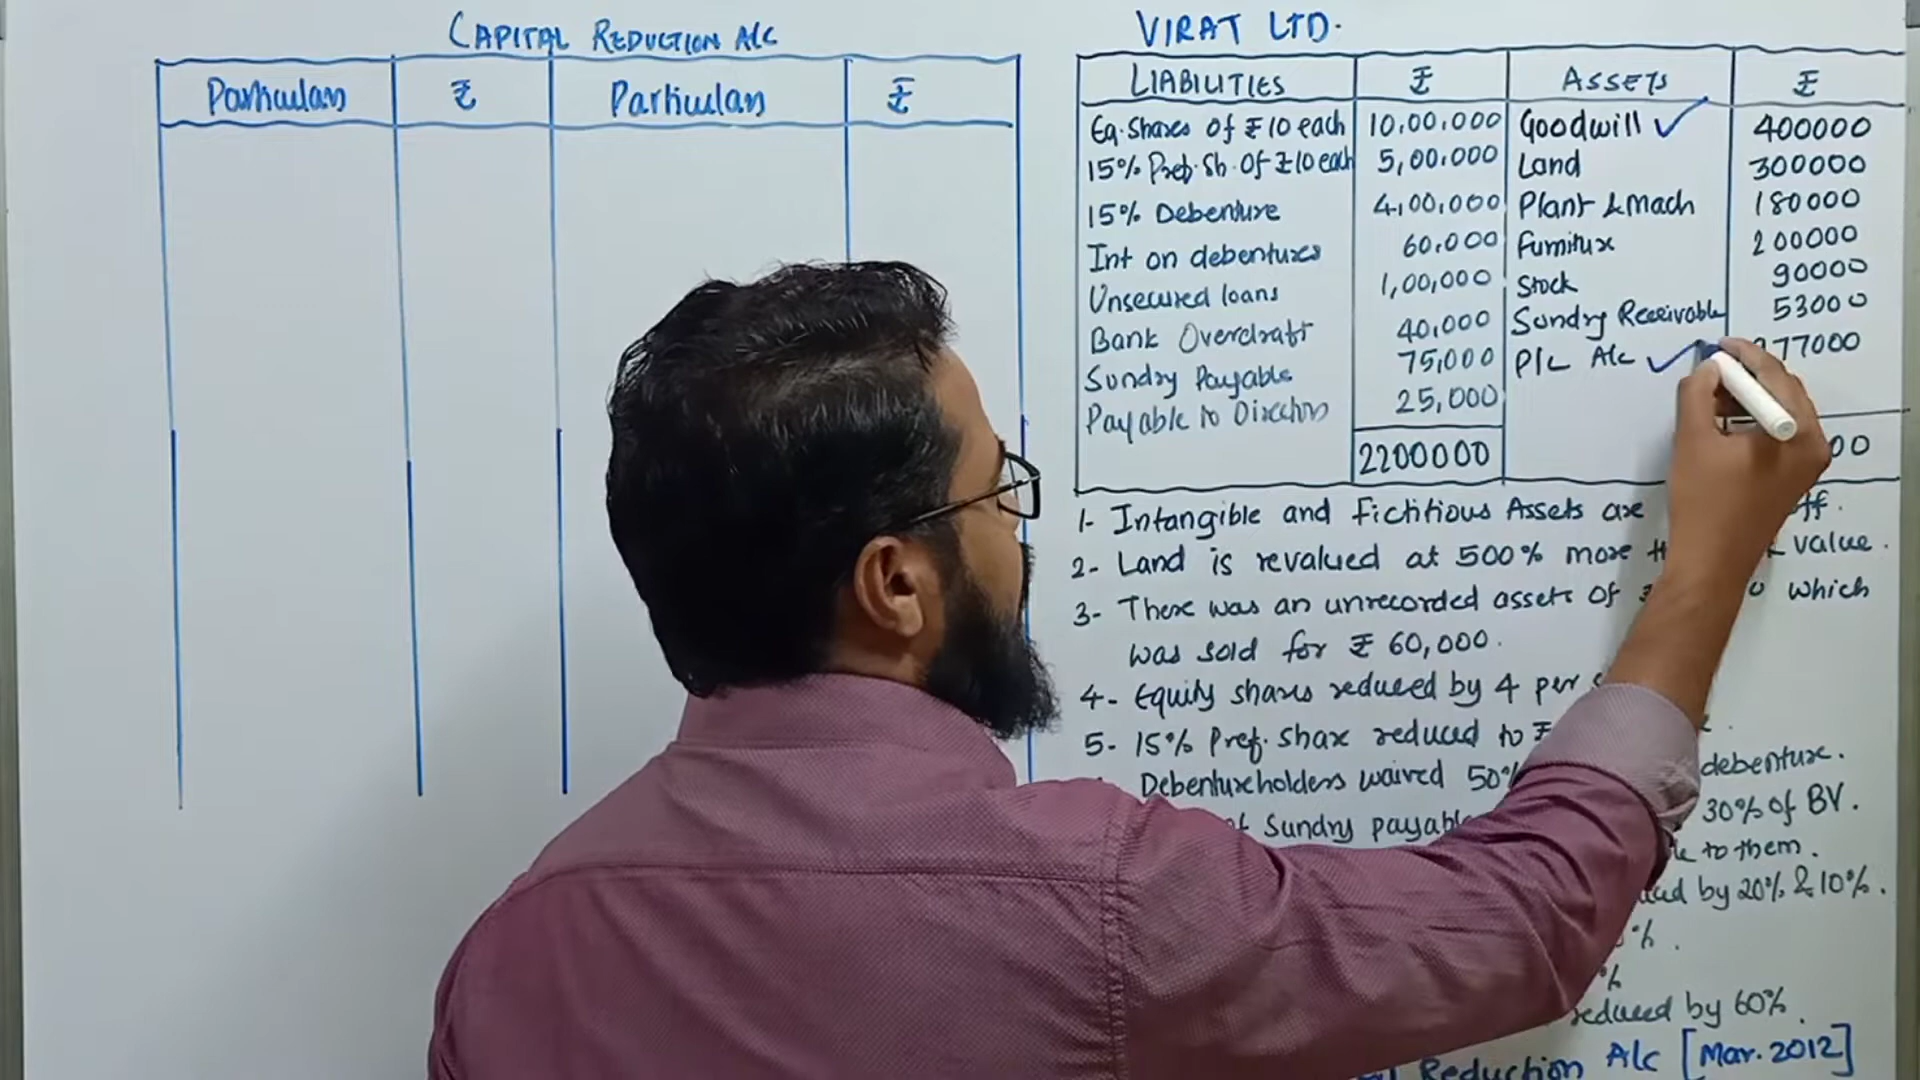 CAPITAL REDUCTION A/C
Particulars ₹ Particulars ₹
VIRAT LTD.
LIABILITIES ₹ ASSETS ₹
Eq. Shares of ₹10 each 10,00,000 Goodwill ✓ 400000
15% Pref. Sh. Of ₹10 each 5,00,000 Land 300000
15% Debenture 4,00,000 Plant & Mach 180000
Int on debentures 60,000 Furniture 200000
Unsecured loans 1,00,000 Stock 90000
Bank Overdraft 40,000 Sundry Receivable 53000
Sundry Payable 75,000 P/L A/c ✓ 77000
Payable to Directors 25,000
2200000 00
1- Intangible and Fictitious Assets are off.
2- Land is revalued at 500% more value.
3- There was an unrecorded assets of which
was sold for ₹ 60,000.
4- Equity shares reduced by 4 per
5- 15% Pref. share reduced to ₹
Debentureholders waived 50% debenture.
of Sundry payable 30% of BV.
to them.
by 20% & 10%.
%.
%
reduced by 60%.
Reduction A/c [Mar. 2012]